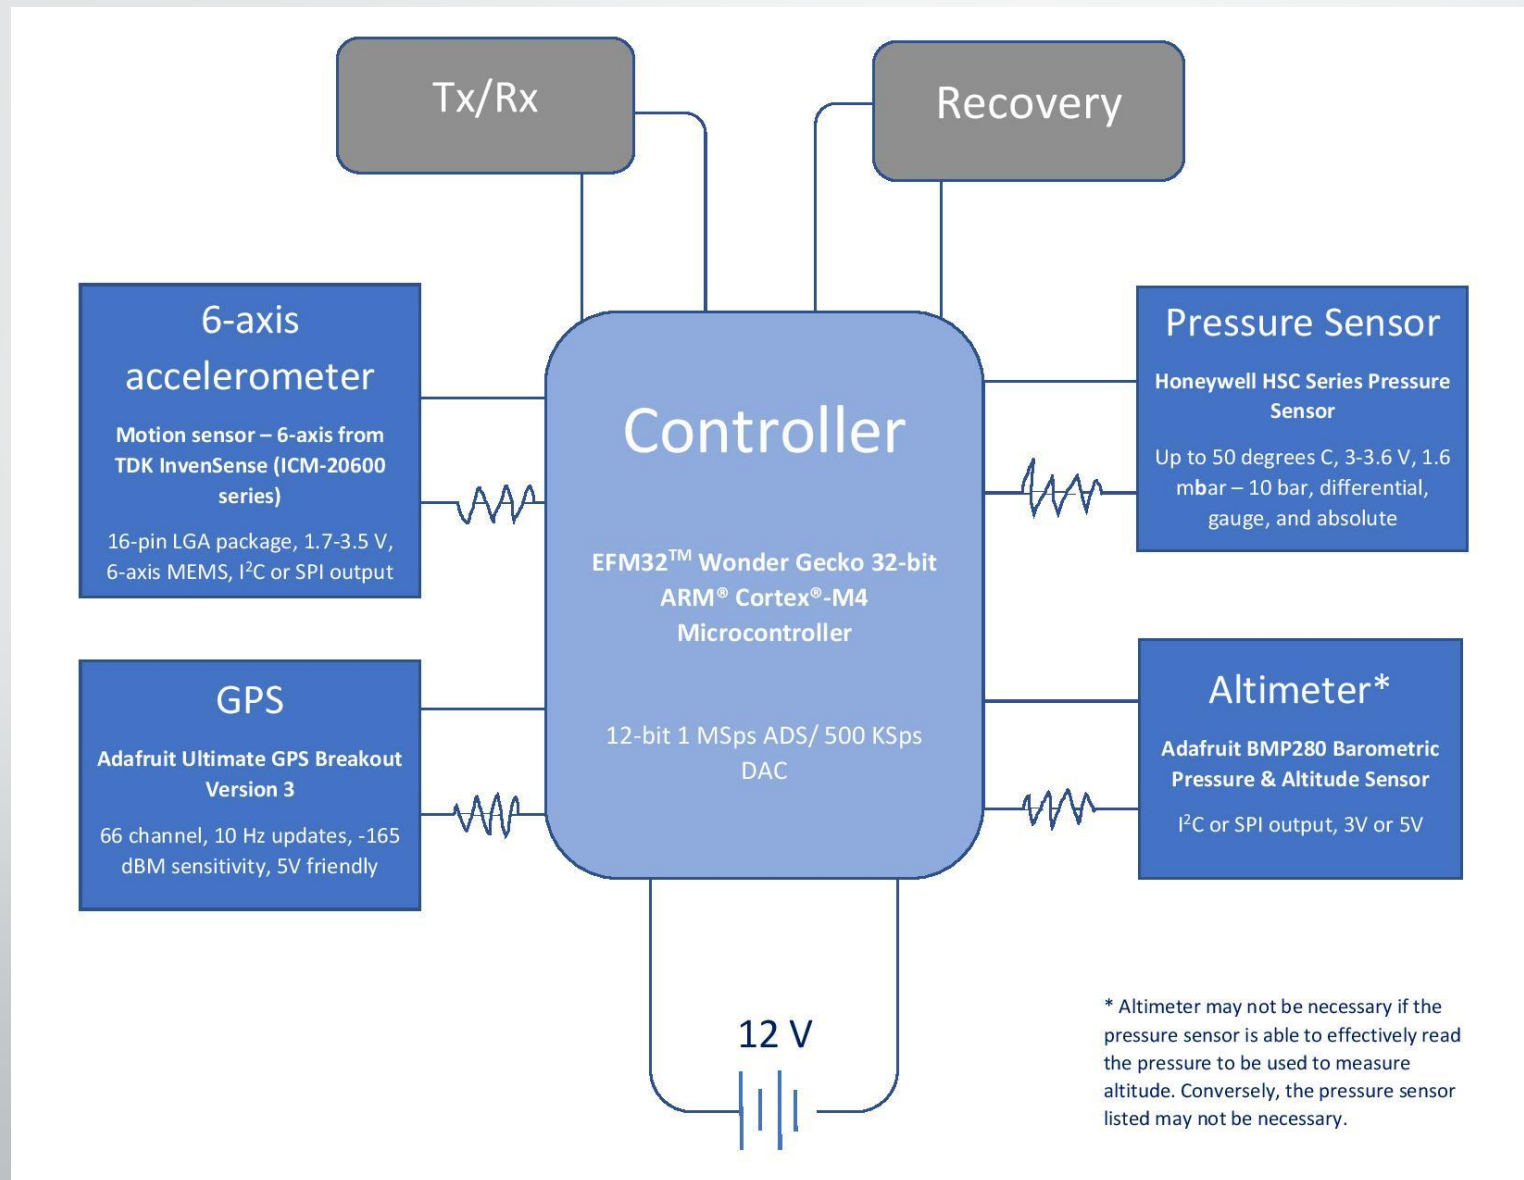 Tx/Rx
Recovery
6-axis
accelerometer
Motion sensor – 6-axis from
TDK InvenSense (ICM-20600
series)
16-pin LGA package, 1.7-3.5 V,
6-axis MEMS, I²C or SPI output
GPS
Adafruit Ultimate GPS Breakout
Version 3
66 channel, 10 Hz updates, -165
dBM sensitivity, 5V friendly
Controller
EFM32™ Wonder Gecko 32-bit
ARM® Cortex®-M4
Microcontroller
12-bit 1 MSps ADS/ 500 KSps
DAC
Pressure Sensor
Honeywell HSC Series Pressure
Sensor
Up to 50 degrees C, 3-3.6 V, 1.6
mbar – 10 bar, differential,
gauge, and absolute
Altimeter*
Adafruit BMP280 Barometric
Pressure & Altitude Sensor
I²C or SPI output, 3V or 5V
12 V
* Altimeter may not be necessary if the
pressure sensor is able to effectively read
the pressure to be used to measure
altitude. Conversely, the pressure sensor
listed may not be necessary.